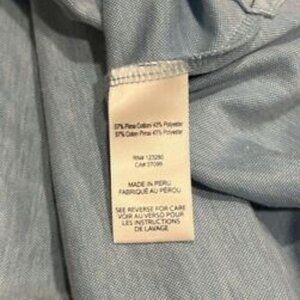 57% Pima Cotton 43% Polyester
57% Coton Pima 43% Polyester
RN# 123280
CA# 37099
MADE IN PERU
FABRIQUÉ AU PÉROU
SEE REVERSE FOR CARE
VOIR AU VERSO POUR
LES INSTRUCTIONS
DE LAVAGE